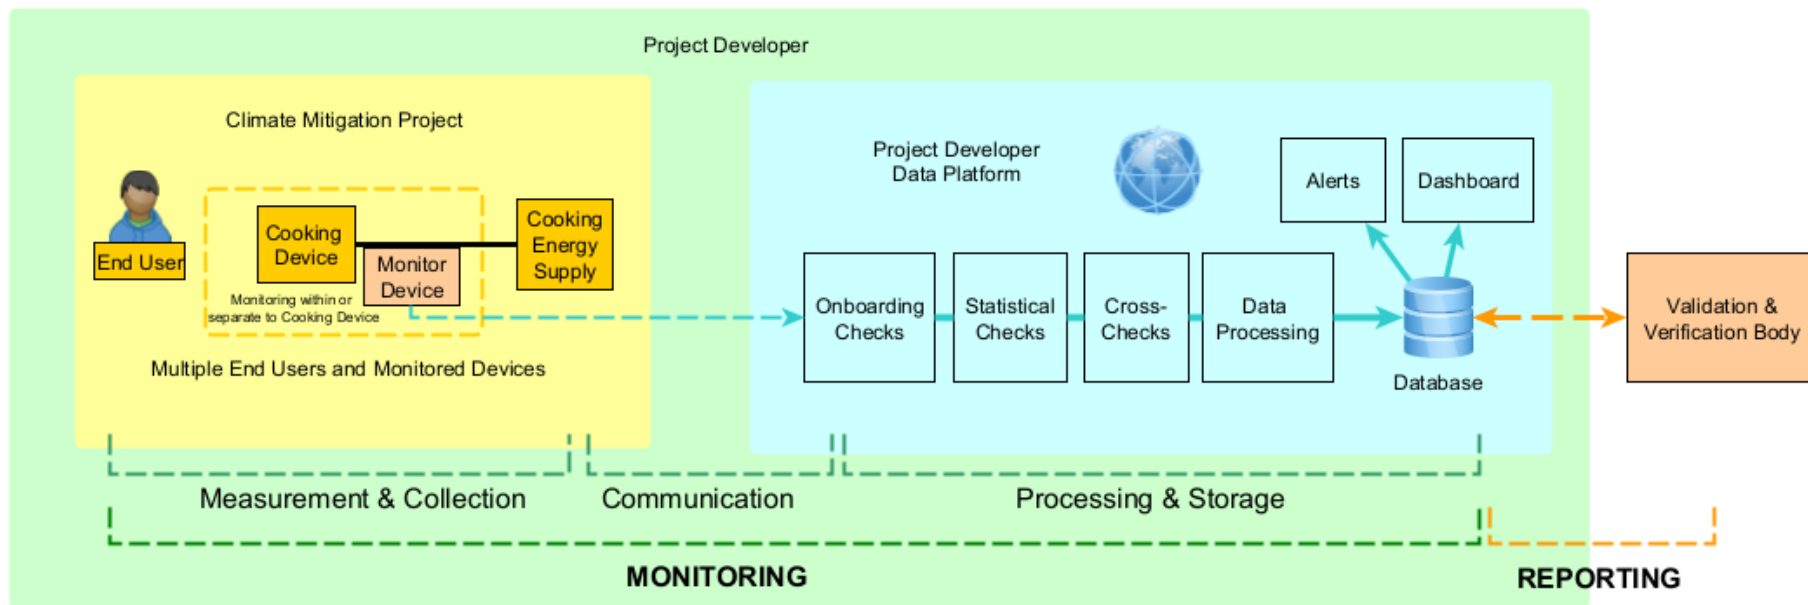 Project Developer
Climate Mitigation Project
End User
Cooking
Device
Monitor
Device
Cooking
Energy
Supply
Monitoring within or
separate to Cooking Device
Multiple End Users and Monitored Devices
Project Developer
Data Platform
Alerts
Dashboard
Onboarding
Checks
Statistical
Checks
Cross-
Checks
Data
Processing
Database
Validation &
Verification Body
Measurement & Collection
Communication
Processing & Storage
MONITORING
REPORTING